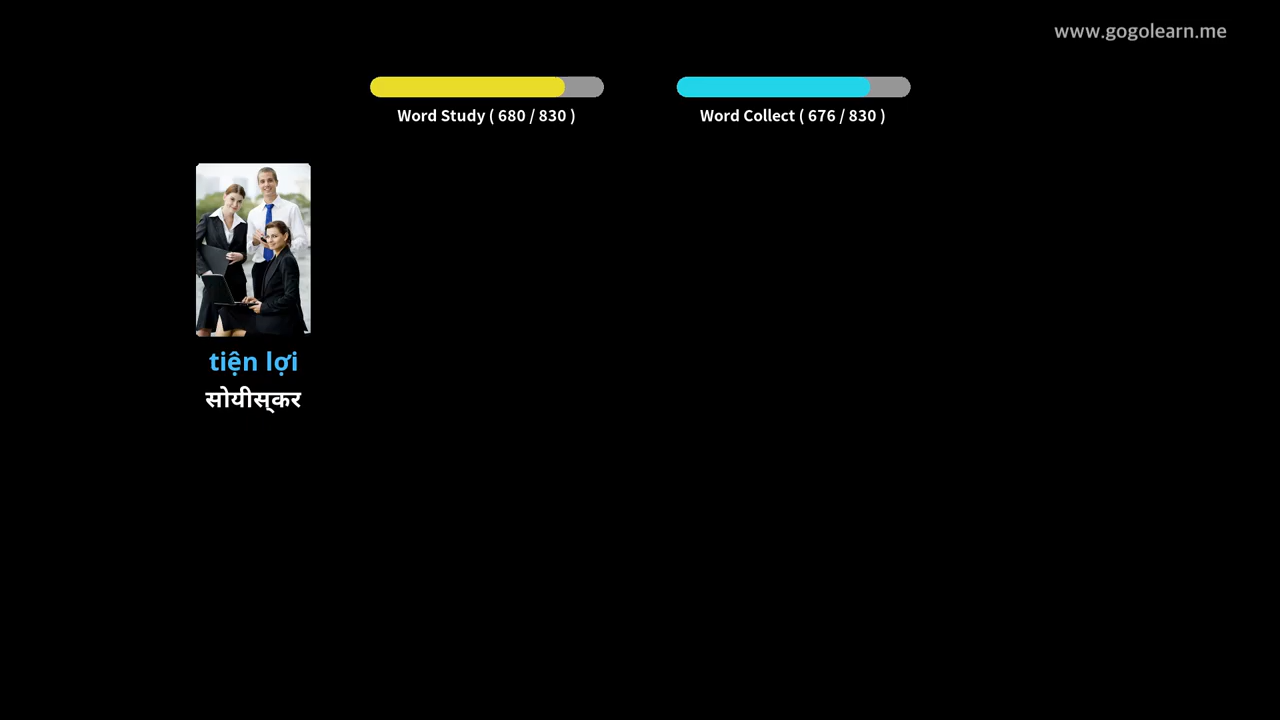 www.gogolearn.me
Word Study ( 680 / 830 )
Word Collect ( 676 / 830 )
tiện lợi
सोयीस्‌कर